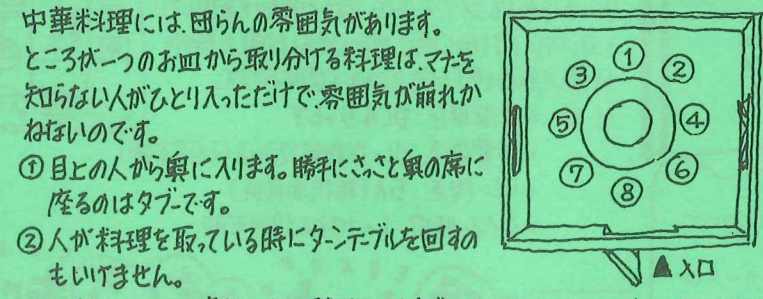 中華料理には、団らんの雰囲気があります。
ところが一つのお皿から取り分ける料理は、マナーを
知らない人がひとり入っただけで、雰囲気が崩れか
ねないのです。
①目上の人から奥に入ります。勝手にさっさと奥の席に
座るのはタブーです。
②人が料理を取っている時にターンテーブルを回すの
もいけません。
①
③ ②
⑤ ④
⑦ ⑥
⑧
▲入口